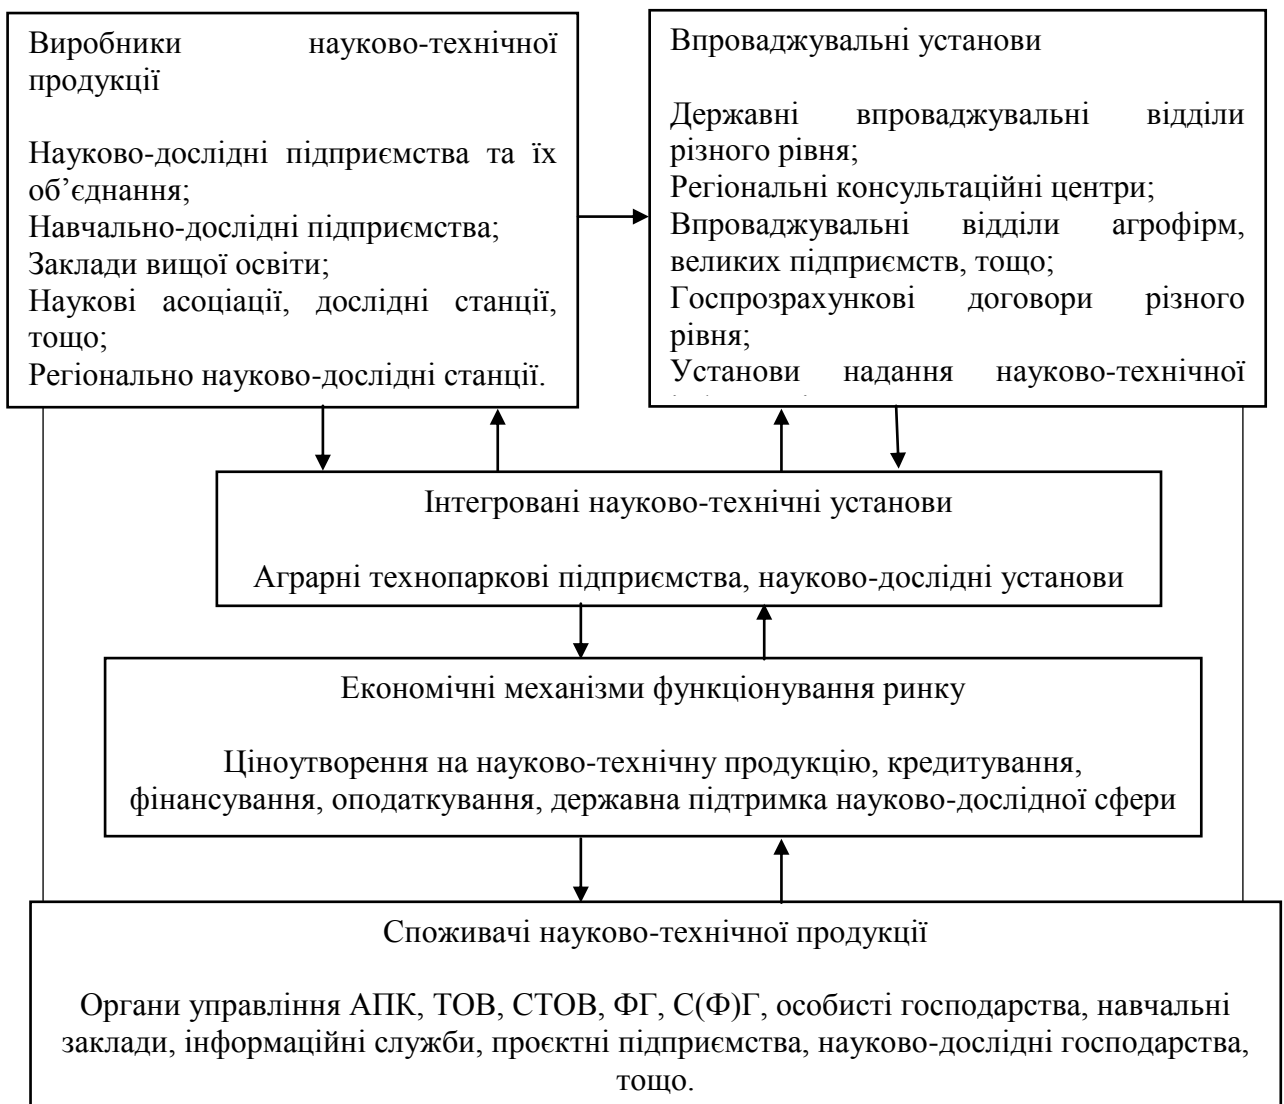 Виробники науково-технічної
продукції
Науково-дослідні підприємства та їх
об’єднання;
Навчально-дослідні підприємства;
Заклади вищої освіти;
Наукові асоціації, дослідні станції,
тощо;
Регіонально науково-дослідні станції.
Впроваджувальні установи
Державні впроваджувальні відділи
різного рівня;
Регіональні консультаційні центри;
Впроваджувальні відділи агрофірм,
великих підприємств, тощо;
Госпрозрахункові договори різного
рівня;
Установи надання науково-технічної
Інтегровані науково-технічні установи
Аграрні технопаркові підприємства, науково-дослідні установи
Економічні механізми функціонування ринку
Ціноутворення на науково-технічну продукцію, кредитування,
фінансування, оподаткування, державна підтримка науково-дослідної сфери
Споживачі науково-технічної продукції
Органи управління АПК, ТОВ, СТОВ, ФГ, С(Ф)Г, особисті господарства, навчальні
заклади, інформаційні служби, проєктні підприємства, науково-дослідні господарства,
тощо.